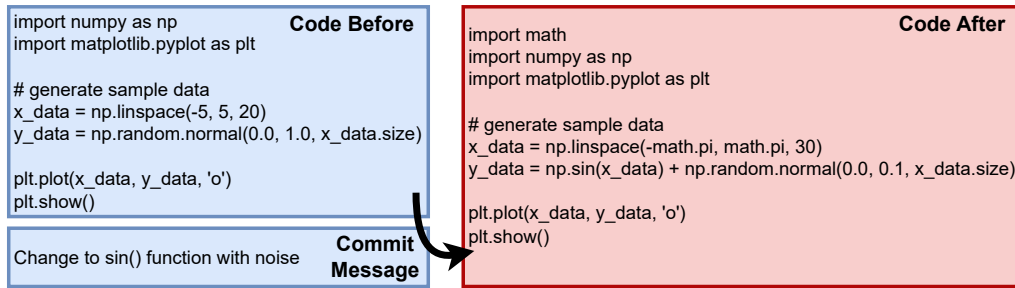 import numpy as np
Code Before
import matplotlib.pyplot as plt
# generate sample data
x_data = np.linspace(-5, 5, 20)
y_data = np.random.normal(0.0, 1.0, x_data.size)
plt.plot(x_data, y_data, 'o')
plt.show()
Change to sin() function with noise
Commit
Message
Code After
import math
import numpy as np
import matplotlib.pyplot as plt
# generate sample data
x_data = np.linspace(-math.pi, math.pi, 30)
y_data = np.sin(x_data) + np.random.normal(0.0, 0.1, x_data.size)
plt.plot(x_data, y_data, 'o')
plt.show()